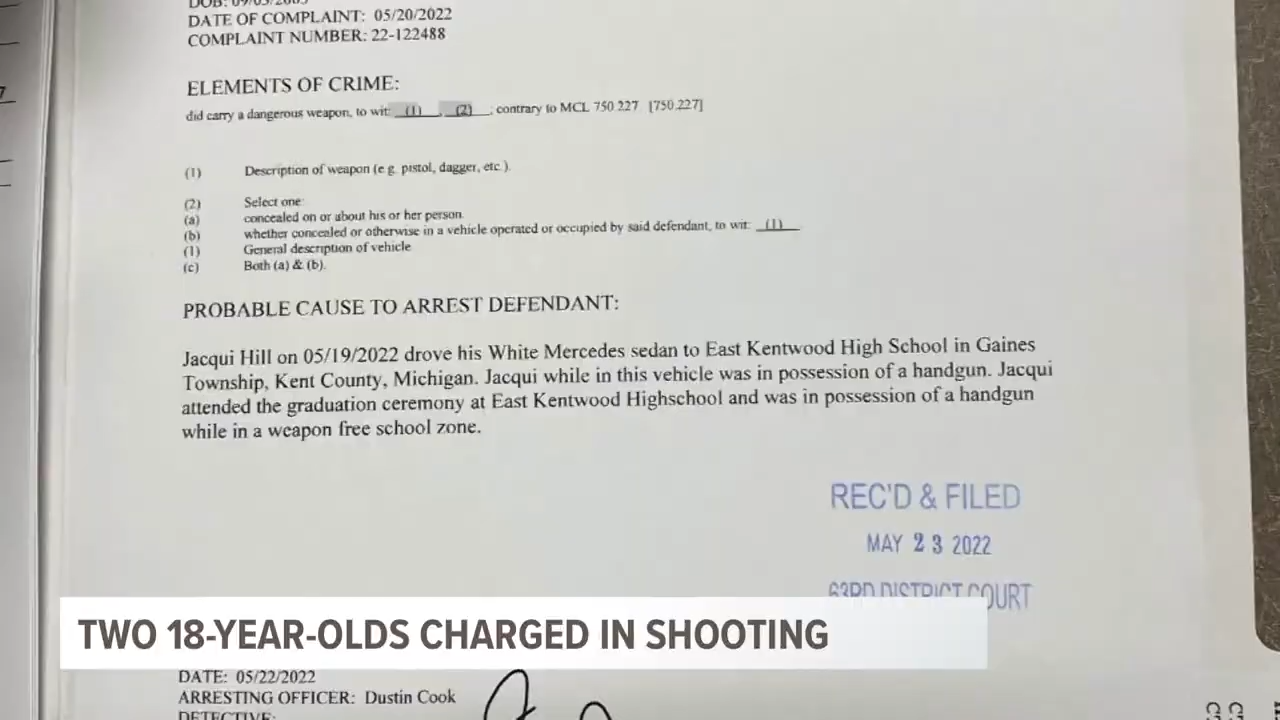 DATE OF COMPLAINT: 05/20/2022
COMPLAINT NUMBER: 22-122488
ELEMENTS OF CRIME:
did carry a dangerous weapon, to wit: (1) , (2) , contrary to MCL 750.227 [750.227]
(1) Description of weapon (e.g. pistol, dagger, etc.).
(2) Select one:
(a) concealed on or about his or her person.
(b) whether concealed or otherwise in a vehicle operated or occupied by said defendant, to wit: (1)
(1) General description of vehicle
(c) Both (a) & (b).
PROBABLE CAUSE TO ARREST DEFENDANT:
Jacqui Hill on 05/19/2022 drove his White Mercedes sedan to East Kentwood High School in Gaines
Township, Kent County, Michigan. Jacqui while in this vehicle was in possession of a handgun. Jacqui
attended the graduation ceremony at East Kentwood Highschool and was in possession of a handgun
while in a weapon free school zone.
REC'D & FILED
MAY 23 2022
63RD DISTRICT COURT
TWO 18-YEAR-OLDS CHARGED IN SHOOTING
DATE: 05/22/2022
ARRESTING OFFICER: Dustin Cook
DETECTIVE: